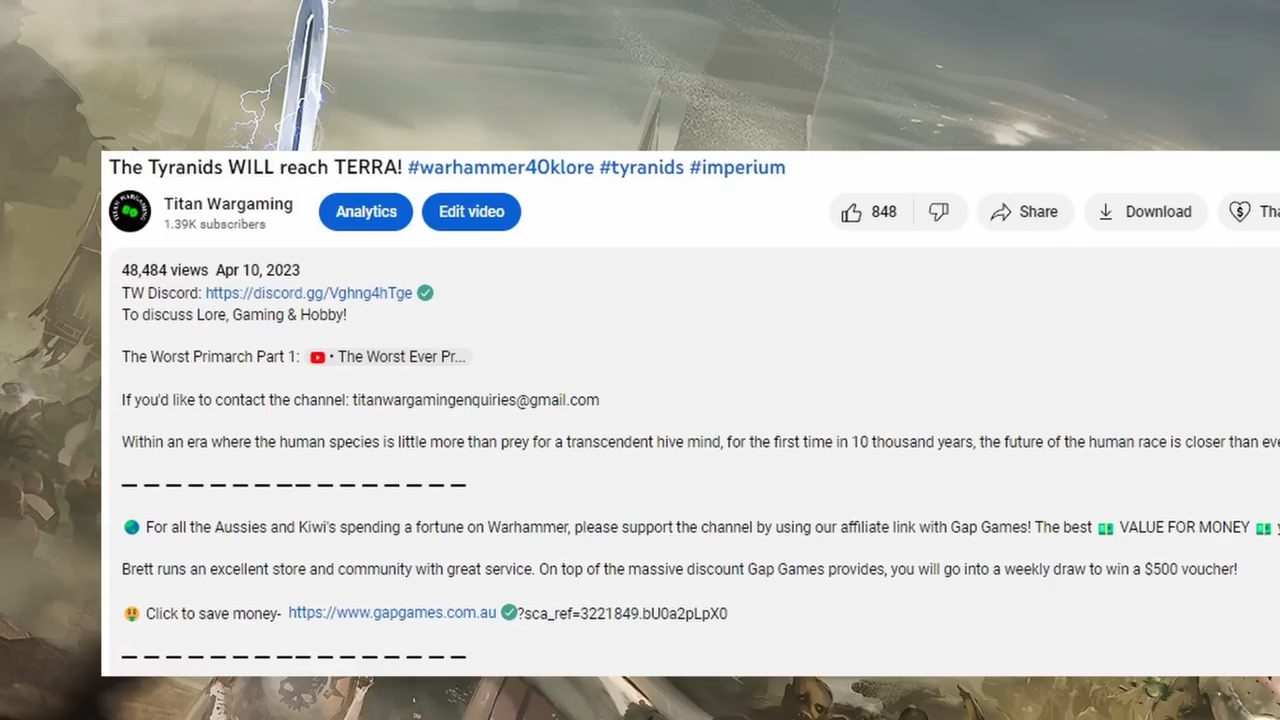 The Tyranids WILL reach TERRA! #warhammer40klore #tyranids #imperium
TITAN WARGAMING
Titan Wargaming
1.39K subscribers
Analytics
Edit video
848
Share
Download
48,484 views Apr 10, 2023
TW Discord: https://discord.gg/Vghng4hTge
To discuss Lore, Gaming & Hobby!
The Worst Primarch Part 1: • The Worst Ever Pr...
If you'd like to contact the channel: titanwargamingenquiries@gmail.com
Within an era where the human species is little more than prey for a transcendent hive mind, for the first time in 10 thousand years, the future of the human race is closer than
— — — — — — — — — — — — — — — —
For all the Aussies and Kiwi's spending a fortune on Warhammer, please support the channel by using our affiliate link with Gap Games! The best VALUE FOR MONEY
Brett runs an excellent store and community with great service. On top of the massive discount Gap Games provides, you will go into a weekly draw to win a $500 voucher!
Click to save money- https://www.gapgames.com.au ?sca_ref=3221849.bU0a2pLpX0
— — — — — — — — — — — — — — — —